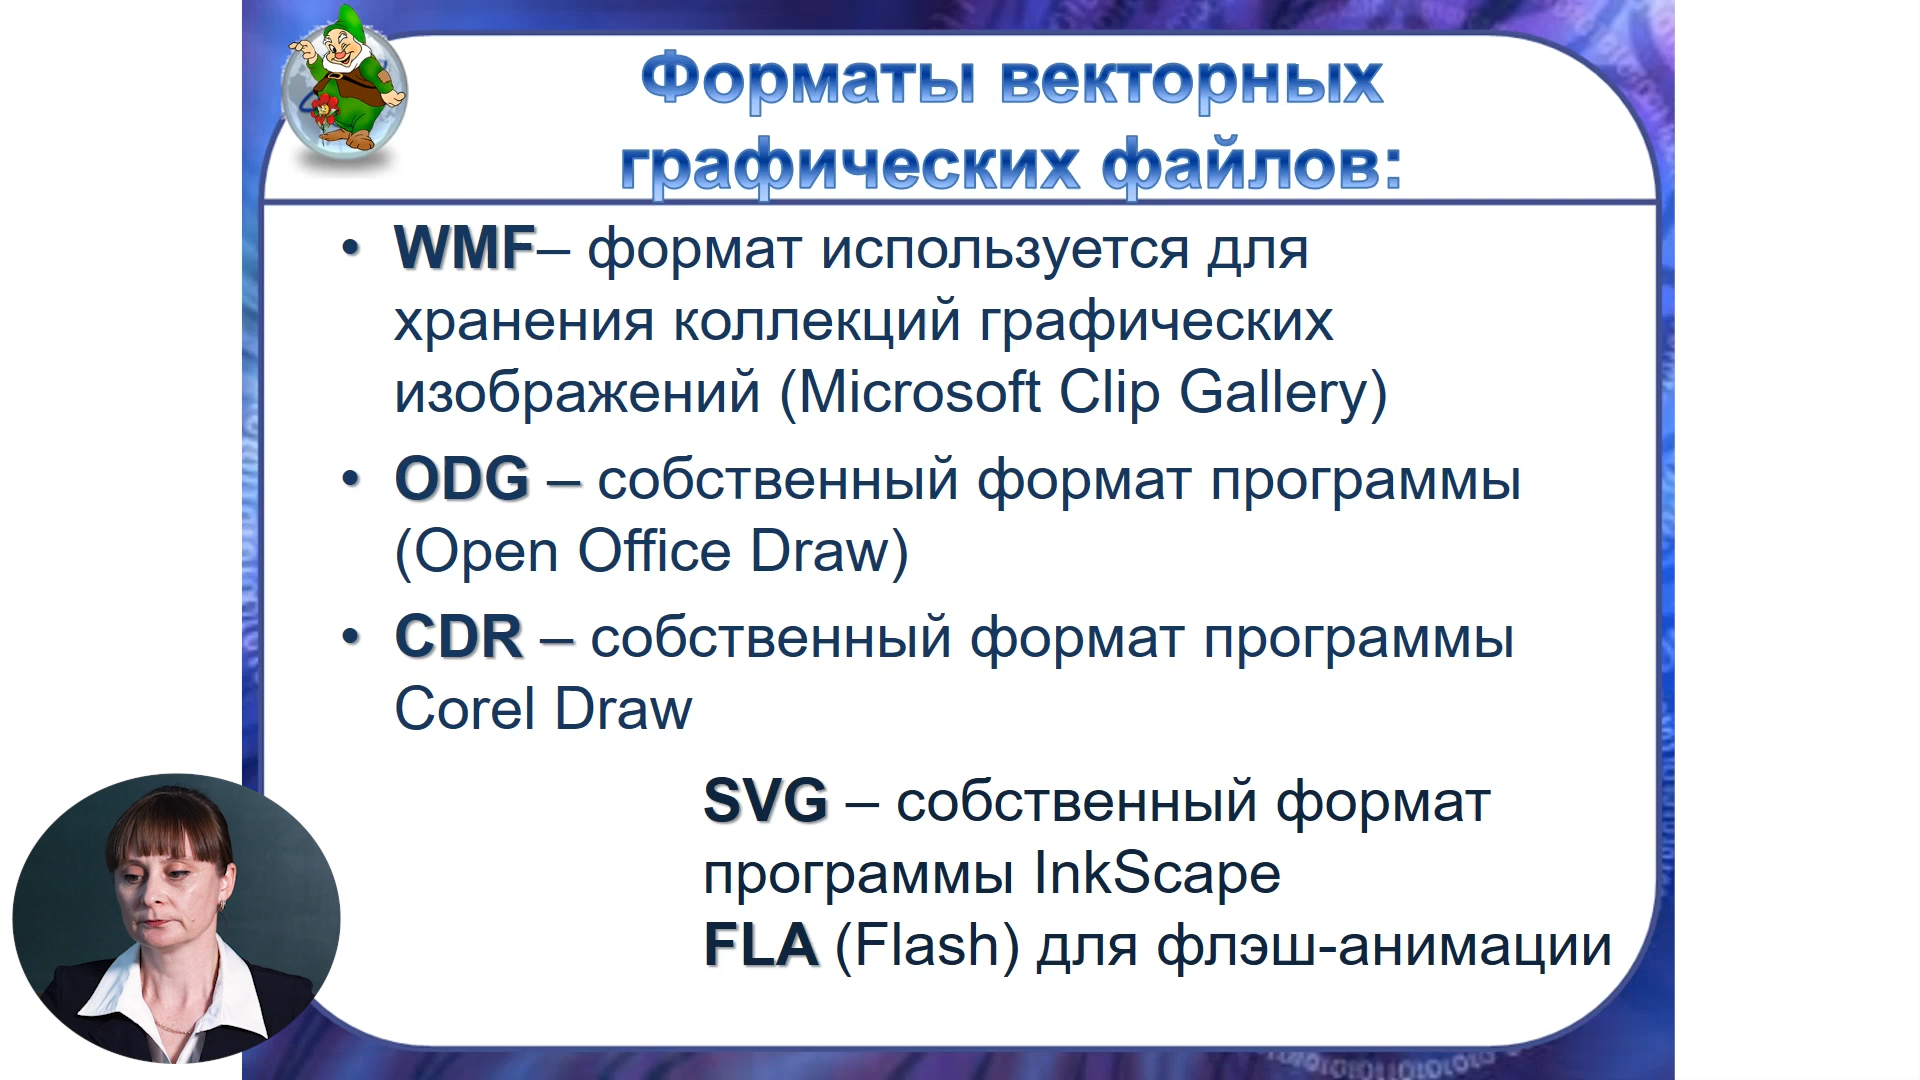 Форматы векторных
графических файлов:
• WMF– формат используется для
хранения коллекций графических
изображений (Microsoft Clip Gallery)
• ODG – собственный формат программы
(Open Office Draw)
• CDR – собственный формат программы
Corel Draw
SVG – собственный формат
программы InkScape
FLA (Flash) для флэш-анимации